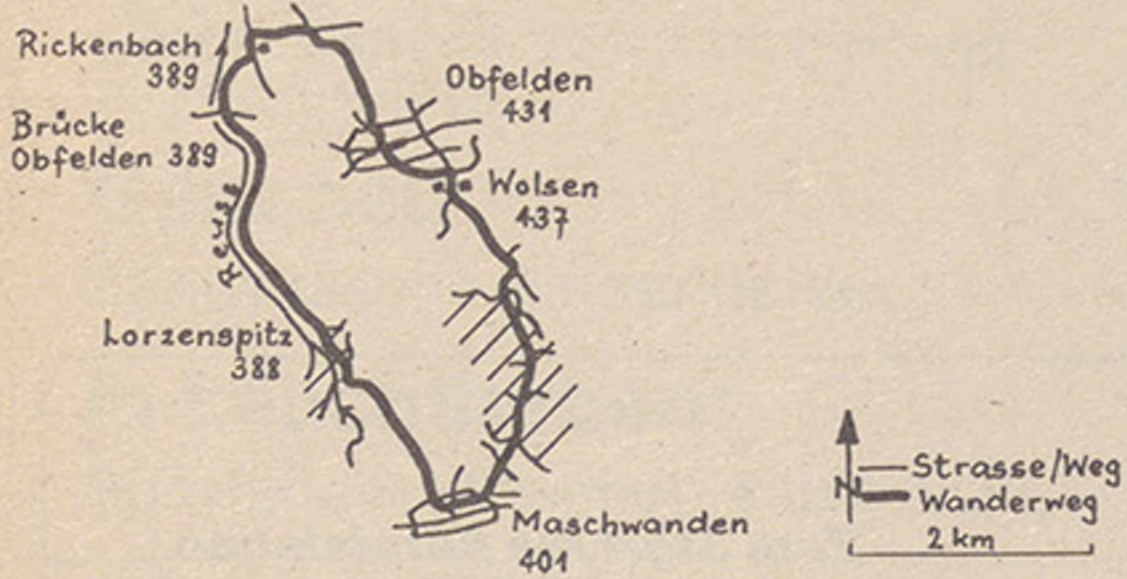 Rickenbach
389
Obfelden
431
Brücke
Obfelden 389
Wolsen
437
Reuss
Lorzenspitz
388
Strasse/Weg
N
Wanderweg
2 km
Maschwanden
401